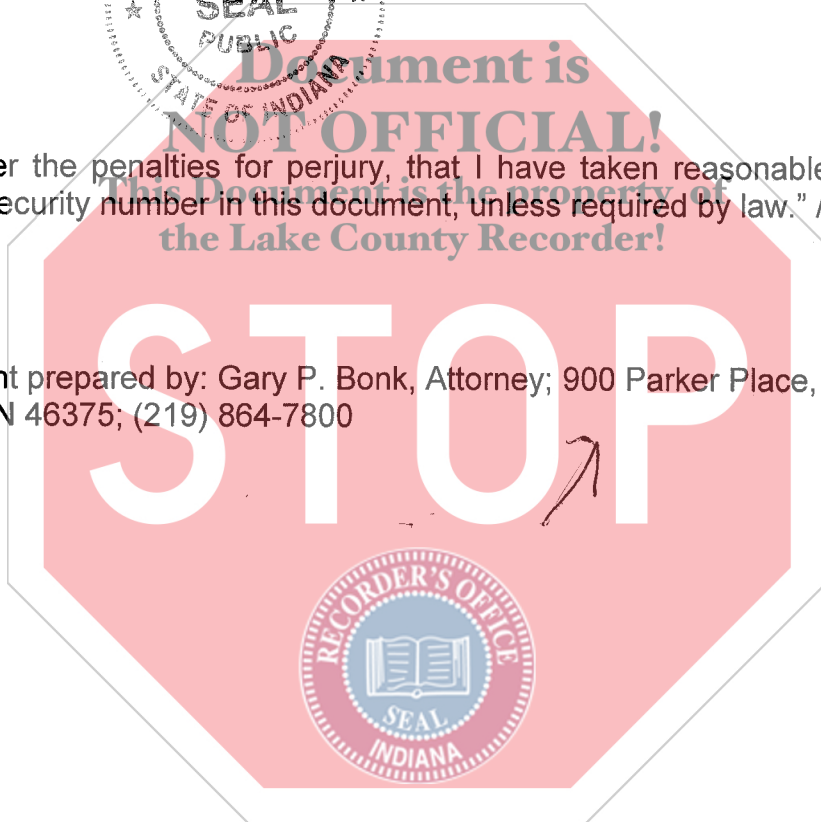 SEAL
PUBLIC
STATE OF INDIANA
Document is
NOT OFFICIAL!
er the penalties for perjury, that I have taken reasonable
This Document is the property of
ecurity number in this document, unless required by law."
the Lake County Recorder!
STOP
nt prepared by: Gary P. Bonk, Attorney; 900 Parker Place,
N 46375; (219) 864-7800
RECORDER'S OFFICE
SEAL
INDIANA